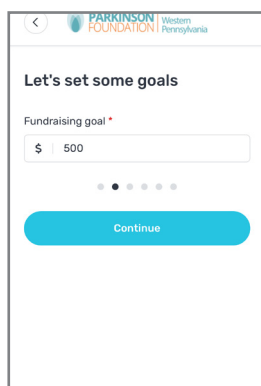 PARKINSON
FOUNDATION
Western
Pennsylvania
Let's set some goals
Fundraising goal *
$ 500
Continue